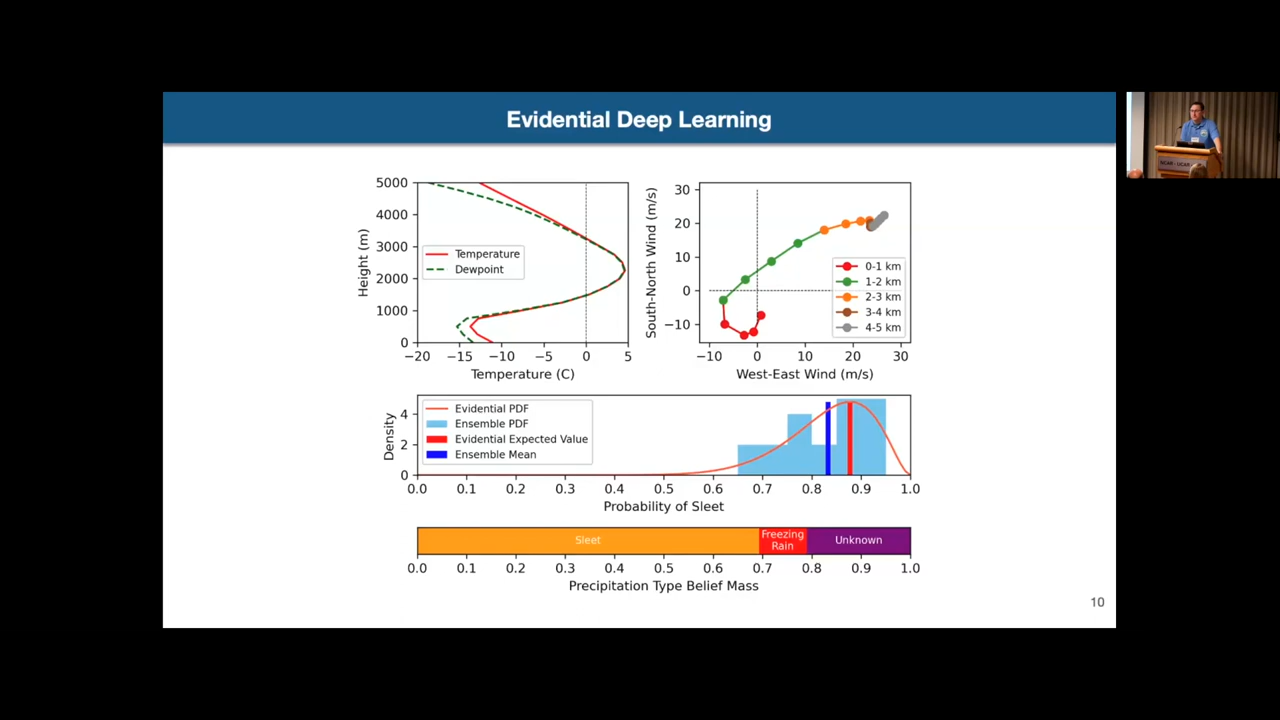 Evidential Deep Learning
5000
4000
3000
2000
1000
0
Height (m)
Temperature
Dewpoint
−20 −15 −10 −5 0 5
Temperature (C)
30
20
10
0
−10
South-North Wind (m/s)
0-1 km
1-2 km
2-3 km
3-4 km
4-5 km
−10 0 10 20 30
West-East Wind (m/s)
4
2
0
Density
Evidential PDF
Ensemble PDF
Evidential Expected Value
Ensemble Mean
0.0 0.1 0.2 0.3 0.4 0.5 0.6 0.7 0.8 0.9 1.0
Probability of Sleet
Sleet
Freezing
Rain
Unknown
0.0 0.1 0.2 0.3 0.4 0.5 0.6 0.7 0.8 0.9 1.0
Precipitation Type Belief Mass
10